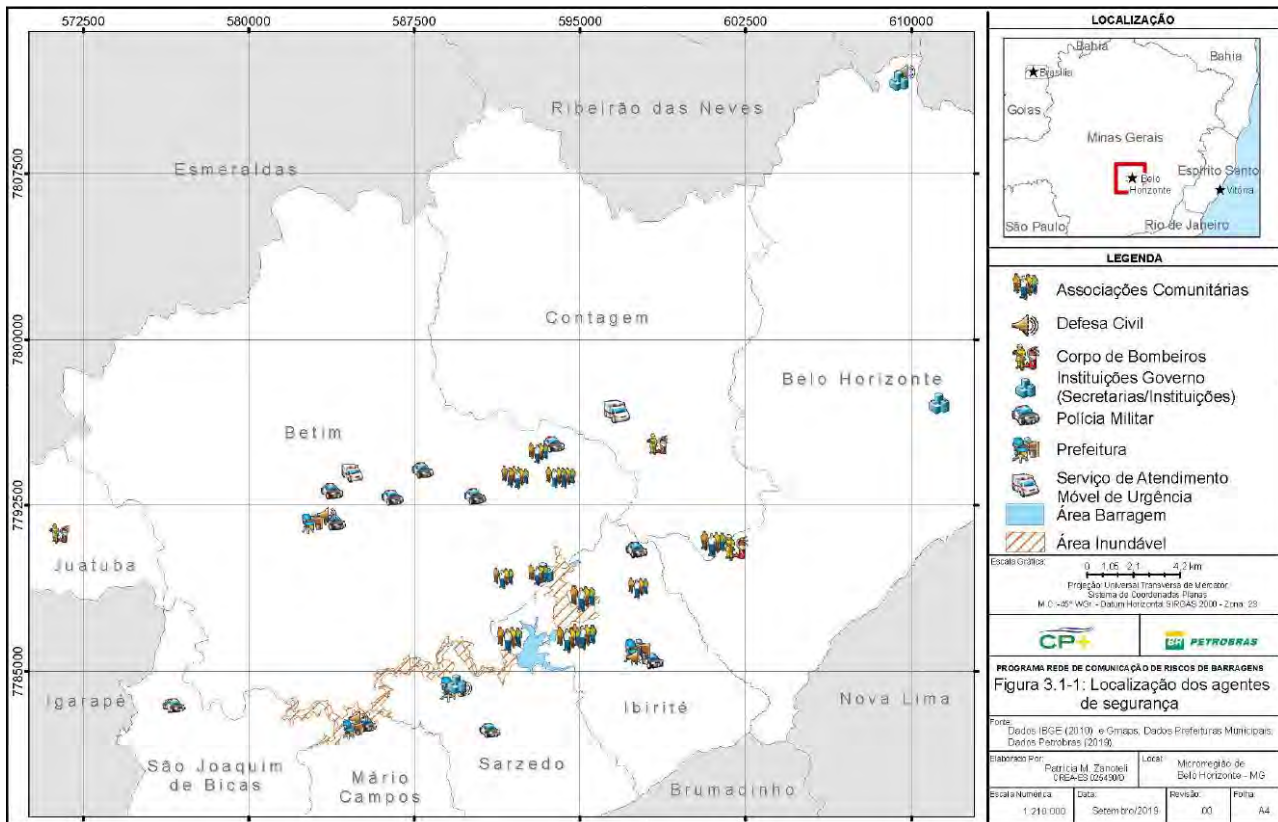 572500
580000
587500
595000
602500
610000
7807500
7800000
7792500
7785000
Ribeirão das Neves
Esmeraldas
Contagem
Belo Horizonte
Betim
Juatuba
Igarapé
São Joaquim
de Bicas
Mário
Campos
Sarzedo
Ibirité
Brumadinho
Nova Lima
LOCALIZAÇÃO
Bahia
Bahia
Brasília
Goias
Minas Gerais
Espírito Santo
Belo
Horizonte
Vitória
São Paulo
Rio de Janeiro
LEGENDA
Associações Comunitárias
Defesa Civil
Corpo de Bombeiros
Instituições Governo
(Secretarias/Instituições)
Polícia Militar
Prefeitura
Serviço de Atendimento
Móvel de Urgência
Área Barragem
Área Inundável
Escala Gráfica:
0 1,05 2,1 4,2 km
Projeção Universal Transversa de Mercator
Sistema de Coordenadas Planas
M.C.:-45° WGr. - Datum Horizontal SIRGAS 2000 - Zona: 23
CP+
BR PETROBRAS
PROGRAMA REDE DE COMUNICAÇÃO DE RISCOS DE BARRAGENS
Figura 3.1-1: Localização dos agentes
de segurança
Fonte:
Dados IBGE (2010) e Gmaps, Dados Prefeituras Municipais,
Dados Petrobras (2019).
Elaborado Por:
Patricia M. Zanoteli
Local:
Microrregião de
Belo Horizonte - MG
Escala Numérica:
1:210.000
Data:
Setembro/2019
Revisão:
00
Folha:
A4